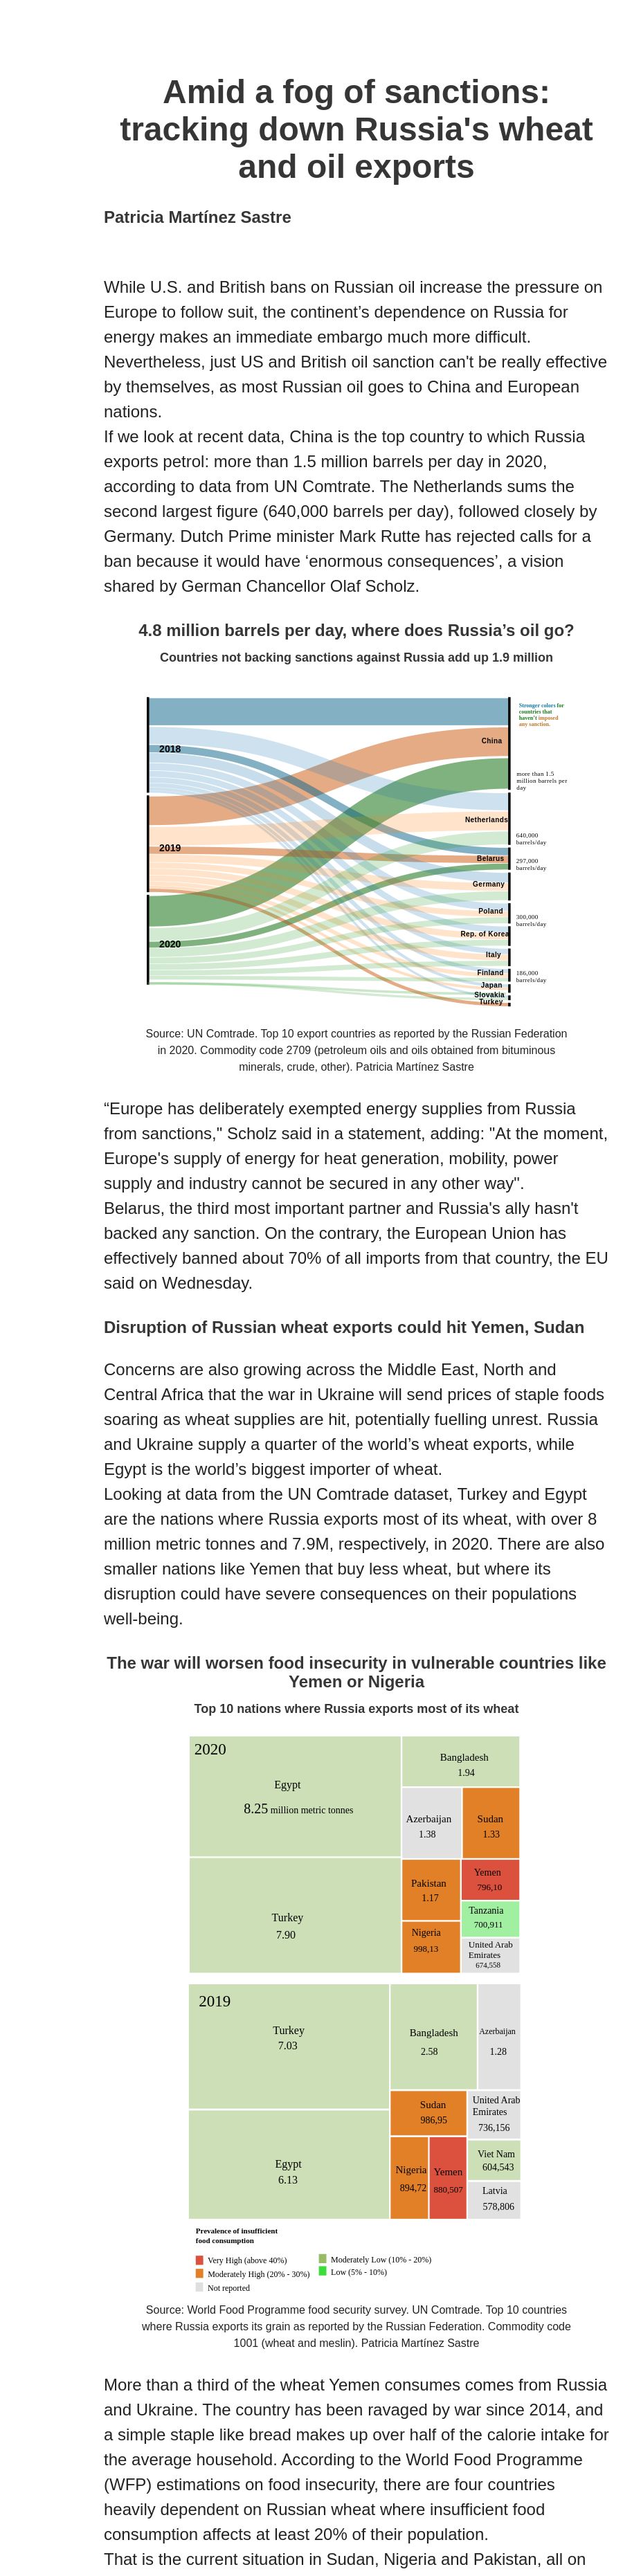 Amid a fog of sanctions:
tracking down Russia's wheat
and oil exports
Patricia Martínez Sastre
While U.S. and British bans on Russian oil increase the pressure on
Europe to follow suit, the continent’s dependence on Russia for
energy makes an immediate embargo much more difficult.
Nevertheless, just US and British oil sanction can't be really effective
by themselves, as most Russian oil goes to China and European
nations.
If we look at recent data, China is the top country to which Russia
exports petrol: more than 1.5 million barrels per day in 2020,
according to data from UN Comtrate. The Netherlands sums the
second largest figure (640,000 barrels per day), followed closely by
Germany. Dutch Prime minister Mark Rutte has rejected calls for a
ban because it would have ‘enormous consequences’, a vision
shared by German Chancellor Olaf Scholz.
4.8 million barrels per day, where does Russia’s oil go?
Countries not backing sanctions against Russia add up 1.9 million
Stronger colors for
countries that
haven't imposed
any sanction.
China
2018
more than 1.5
million barrels per
day
Netherlands
640,000
barrels/day
2019
Belarus
297,000
barrels/day
Germany
Poland
300,000
barrels/day
Rep. of Korea
2020
Italy
Finland
186,000
barrels/day
Japan
Slovakia
Turkey
Source: UN Comtrade. Top 10 export countries as reported by the Russian Federation
in 2020. Commodity code 2709 (petroleum oils and oils obtained from bituminous
minerals, crude, other). Patricia Martínez Sastre
“Europe has deliberately exempted energy supplies from Russia
from sanctions," Scholz said in a statement, adding: "At the moment,
Europe's supply of energy for heat generation, mobility, power
supply and industry cannot be secured in any other way".
Belarus, the third most important partner and Russia's ally hasn't
backed any sanction. On the contrary, the European Union has
effectively banned about 70% of all imports from that country, the EU
said on Wednesday.
Disruption of Russian wheat exports could hit Yemen, Sudan
Concerns are also growing across the Middle East, North and
Central Africa that the war in Ukraine will send prices of staple foods
soaring as wheat supplies are hit, potentially fuelling unrest. Russia
and Ukraine supply a quarter of the world’s wheat exports, while
Egypt is the world’s biggest importer of wheat.
Looking at data from the UN Comtrade dataset, Turkey and Egypt
are the nations where Russia exports most of its wheat, with over 8
million metric tonnes and 7.9M, respectively, in 2020. There are also
smaller nations like Yemen that buy less wheat, but where its
disruption could have severe consequences on their populations
well-being.
The war will worsen food insecurity in vulnerable countries like
Yemen or Nigeria
Top 10 nations where Russia exports most of its wheat
2020
Egypt
8.25 million metric tonnes
Bangladesh
1.94
Azerbaijan
1.38
Sudan
1.33
Turkey
7.90
Pakistan
1.17
Yemen
796,10
Nigeria
998,13
Tanzania
700,911
United Arab
Emirates
674,558
2019
Turkey
7.03
Bangladesh
2.58
Azerbaijan
1.28
Egypt
6.13
Sudan
986,95
United Arab
Emirates
736,156
Nigeria
894,72
Yemen
880,507
Viet Nam
604,543
Latvia
578,806
Prevalence of insufficient
food consumption
Very High (above 40%)
Moderately High (20% - 30%)
Not reported
Moderately Low (10% - 20%)
Low (5% - 10%)
Source: World Food Programme food security survey. UN Comtrade. Top 10 countries
where Russia exports its grain as reported by the Russian Federation. Commodity code
1001 (wheat and meslin). Patricia Martínez Sastre
More than a third of the wheat Yemen consumes comes from Russia
and Ukraine. The country has been ravaged by war since 2014, and
a simple staple like bread makes up over half of the calorie intake for
the average household. According to the World Food Programme
(WFP) estimations on food insecurity, there are four countries
heavily dependent on Russian wheat where insufficient food
consumption affects at least 20% of their population.
That is the current situation in Sudan, Nigeria and Pakistan, all on